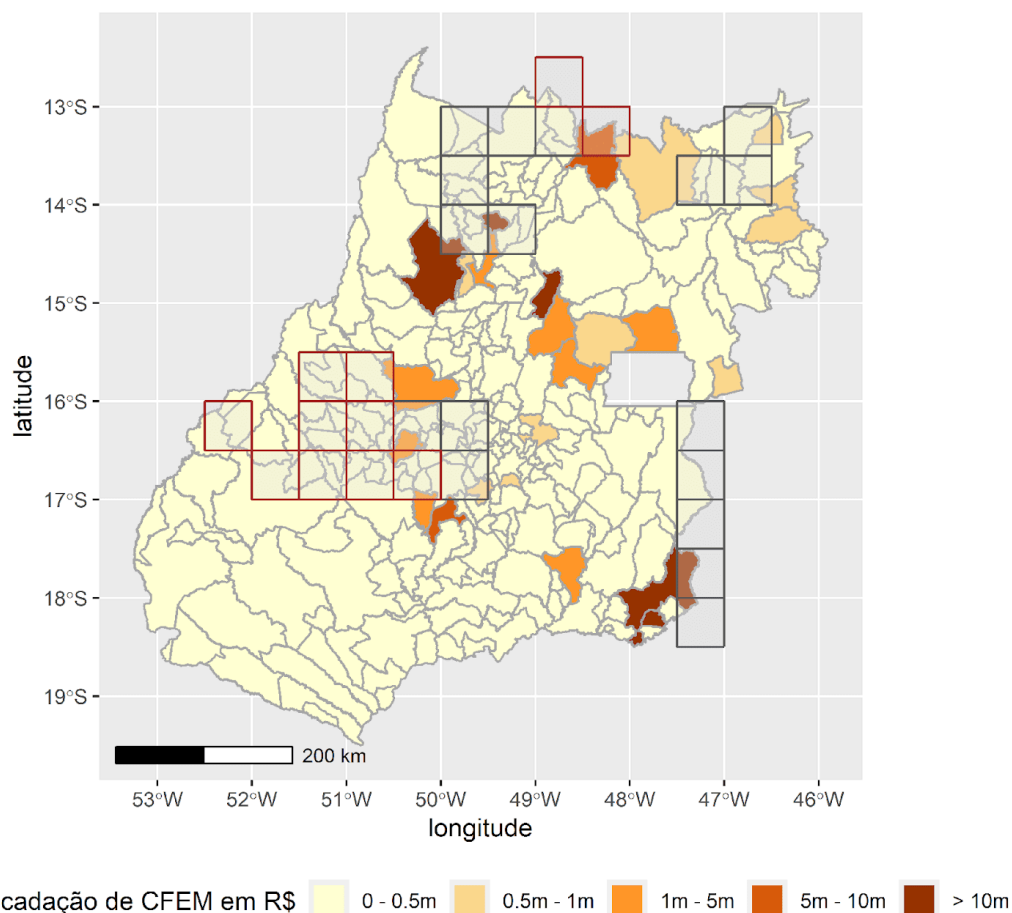 13°S
14°S
15°S
16°S
17°S
18°S
19°S
latitude
200 km
53°W 52°W 51°W 50°W 49°W 48°W 47°W 46°W
longitude
cadação de CFEM em R$ 0 - 0.5m 0.5m - 1m 1m - 5m 5m - 10m > 10m